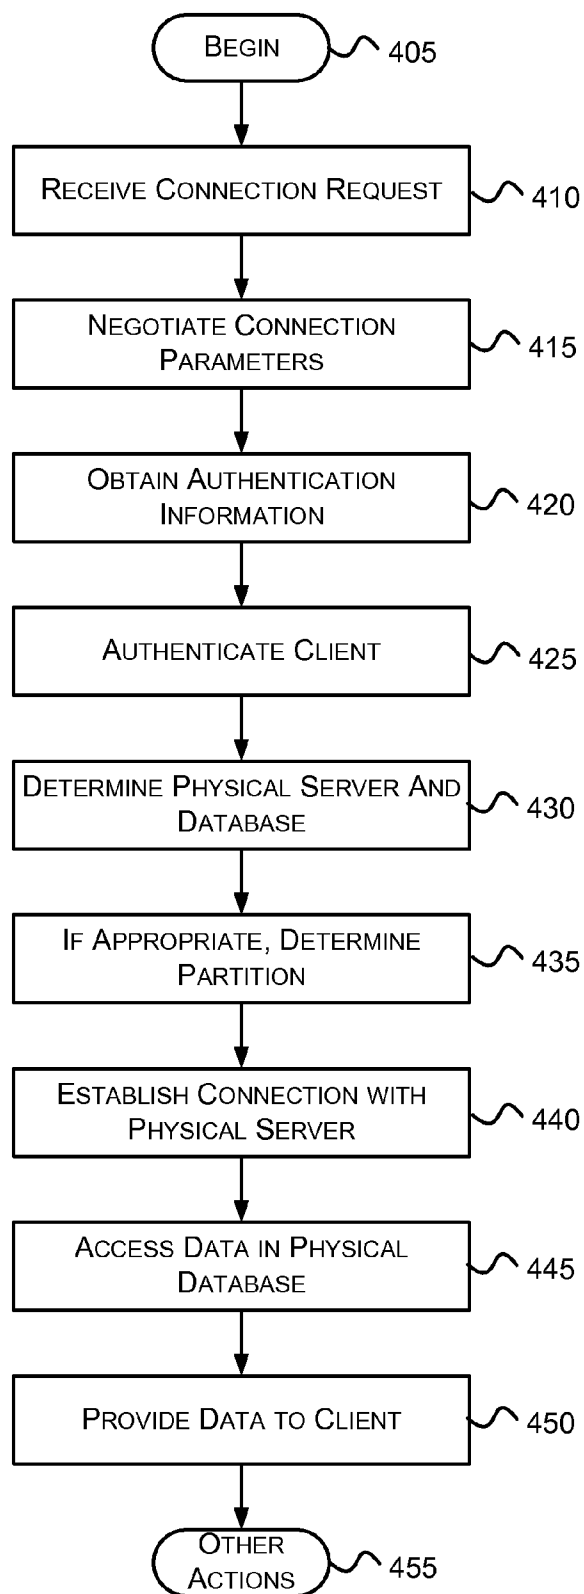 BEGIN
405
RECEIVE CONNECTION REQUEST
410
NEGOTIATE CONNECTION
PARAMETERS
415
OBTAIN AUTHENTICATION
INFORMATION
420
AUTHENTICATE CLIENT
425
DETERMINE PHYSICAL SERVER AND
DATABASE
430
IF APPROPRIATE, DETERMINE
PARTITION
435
ESTABLISH CONNECTION WITH
PHYSICAL SERVER
440
ACCESS DATA IN PHYSICAL
DATABASE
445
PROVIDE DATA TO CLIENT
450
OTHER
ACTIONS
455